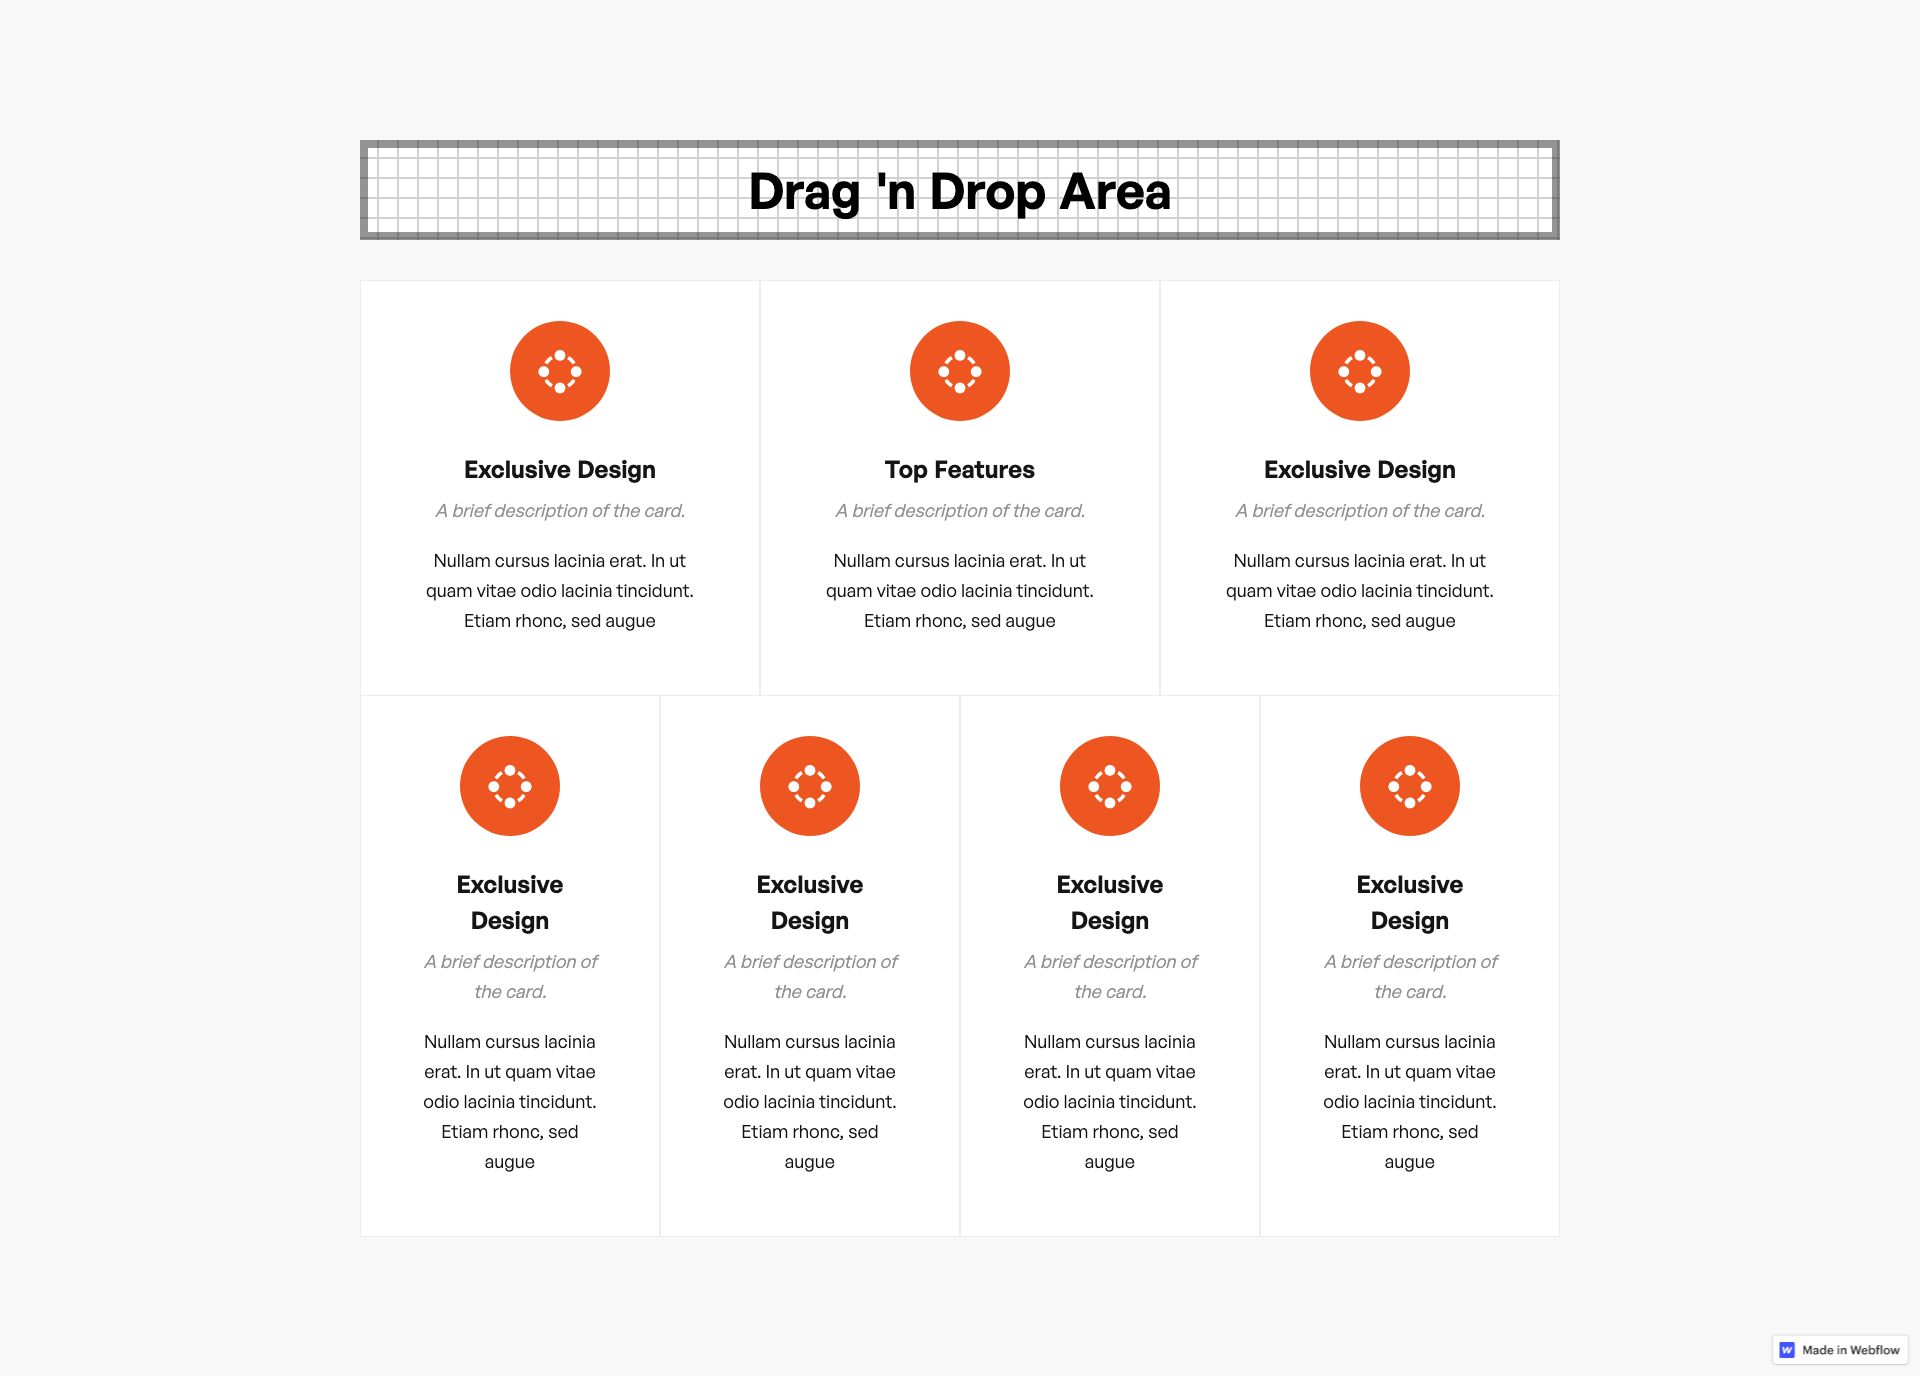 Drag 'n Drop Area
Exclusive Design
A brief description of the card.
Nullam cursus lacinia erat. In ut
quam vitae odio lacinia tincidunt.
Etiam rhonc, sed augue
Top Features
A brief description of the card.
Nullam cursus lacinia erat. In ut
quam vitae odio lacinia tincidunt.
Etiam rhonc, sed augue
Exclusive Design
A brief description of the card.
Nullam cursus lacinia erat. In ut
quam vitae odio lacinia tincidunt.
Etiam rhonc, sed augue
Exclusive
Design
A brief description of
the card.
Nullam cursus lacinia
erat. In ut quam vitae
odio lacinia tincidunt.
Etiam rhonc, sed
augue
Exclusive
Design
A brief description of
the card.
Nullam cursus lacinia
erat. In ut quam vitae
odio lacinia tincidunt.
Etiam rhonc, sed
augue
Exclusive
Design
A brief description of
the card.
Nullam cursus lacinia
erat. In ut quam vitae
odio lacinia tincidunt.
Etiam rhonc, sed
augue
Exclusive
Design
A brief description of
the card.
Nullam cursus lacinia
erat. In ut quam vitae
odio lacinia tincidunt.
Etiam rhonc, sed
augue
Made in Webflow